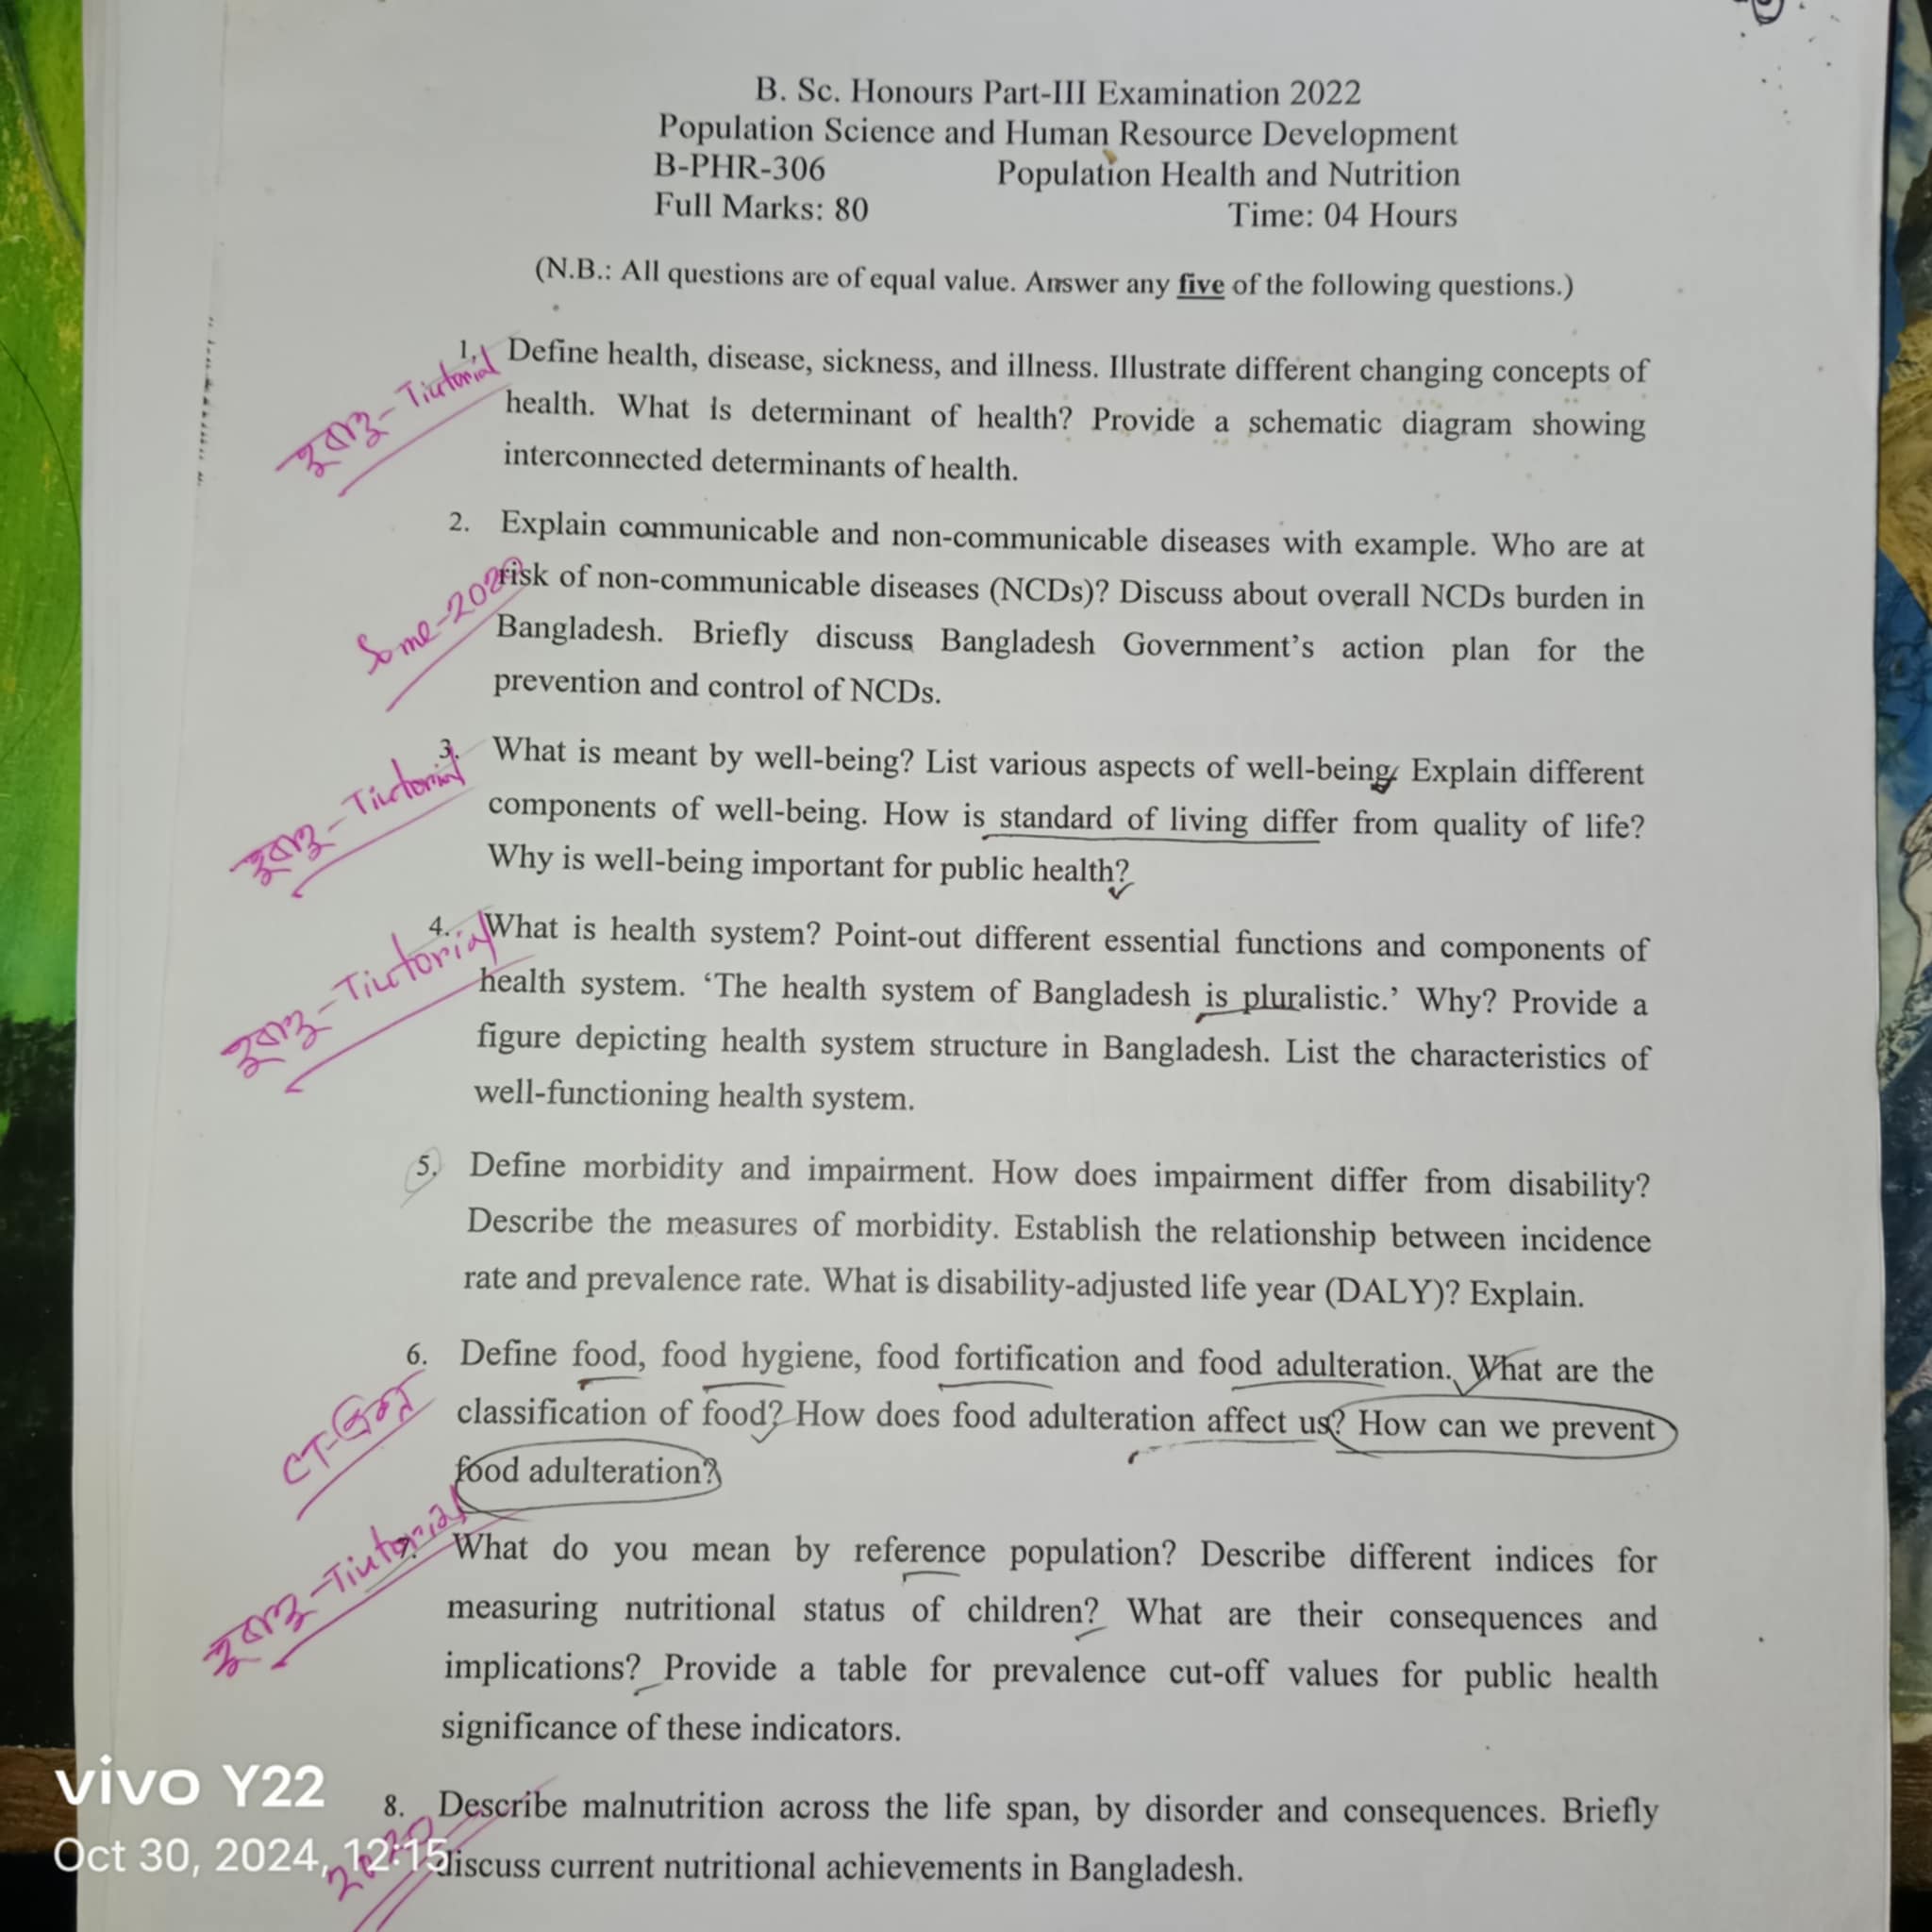 B. Sc. Honours Part-III Examination 2022
Population Science and Human Resource Development
B-PHR-306 Population Health and Nutrition
Full Marks: 80 Time: 04 Hours
(N.B.: All questions are of equal value. Answer any five of the following questions.)
1. Define health, disease, sickness, and illness. Illustrate different changing concepts of
health. What is determinant of health? Provide a schematic diagram showing
interconnected determinants of health.
হুবাহু-Tiutorial
2. Explain communicable and non-communicable diseases with example. Who are at
risk of non-communicable diseases (NCDs)? Discuss about overall NCDs burden in
Bangladesh. Briefly discuss Bangladesh Government's action plan for the
prevention and control of NCDs.
Some-2020
3. What is meant by well-being? List various aspects of well-being. Explain different
components of well-being. How is standard of living differ from quality of life?
Why is well-being important for public health?
হুবাহু-Tiutorial
4. What is health system? Point-out different essential functions and components of
health system. 'The health system of Bangladesh is pluralistic.' Why? Provide a
figure depicting health system structure in Bangladesh. List the characteristics of
well-functioning health system.
হুবাহু-Tiutorial
5. Define morbidity and impairment. How does impairment differ from disability?
Describe the measures of morbidity. Establish the relationship between incidence
rate and prevalence rate. What is disability-adjusted life year (DALY)? Explain.
6. Define food, food hygiene, food fortification and food adulteration. What are the
classification of food? How does food adulteration affect us? How can we prevent
food adulteration?
CT-প্রশ্ন
7. What do you mean by reference population? Describe different indices for
measuring nutritional status of children? What are their consequences and
implications? Provide a table for prevalence cut-off values for public health
significance of these indicators.
হুবাহু-Tiutorial
8. Describe malnutrition across the life span, by disorder and consequences. Briefly
discuss current nutritional achievements in Bangladesh.
2020
vivo Y22
Oct 30, 2024, 12:15